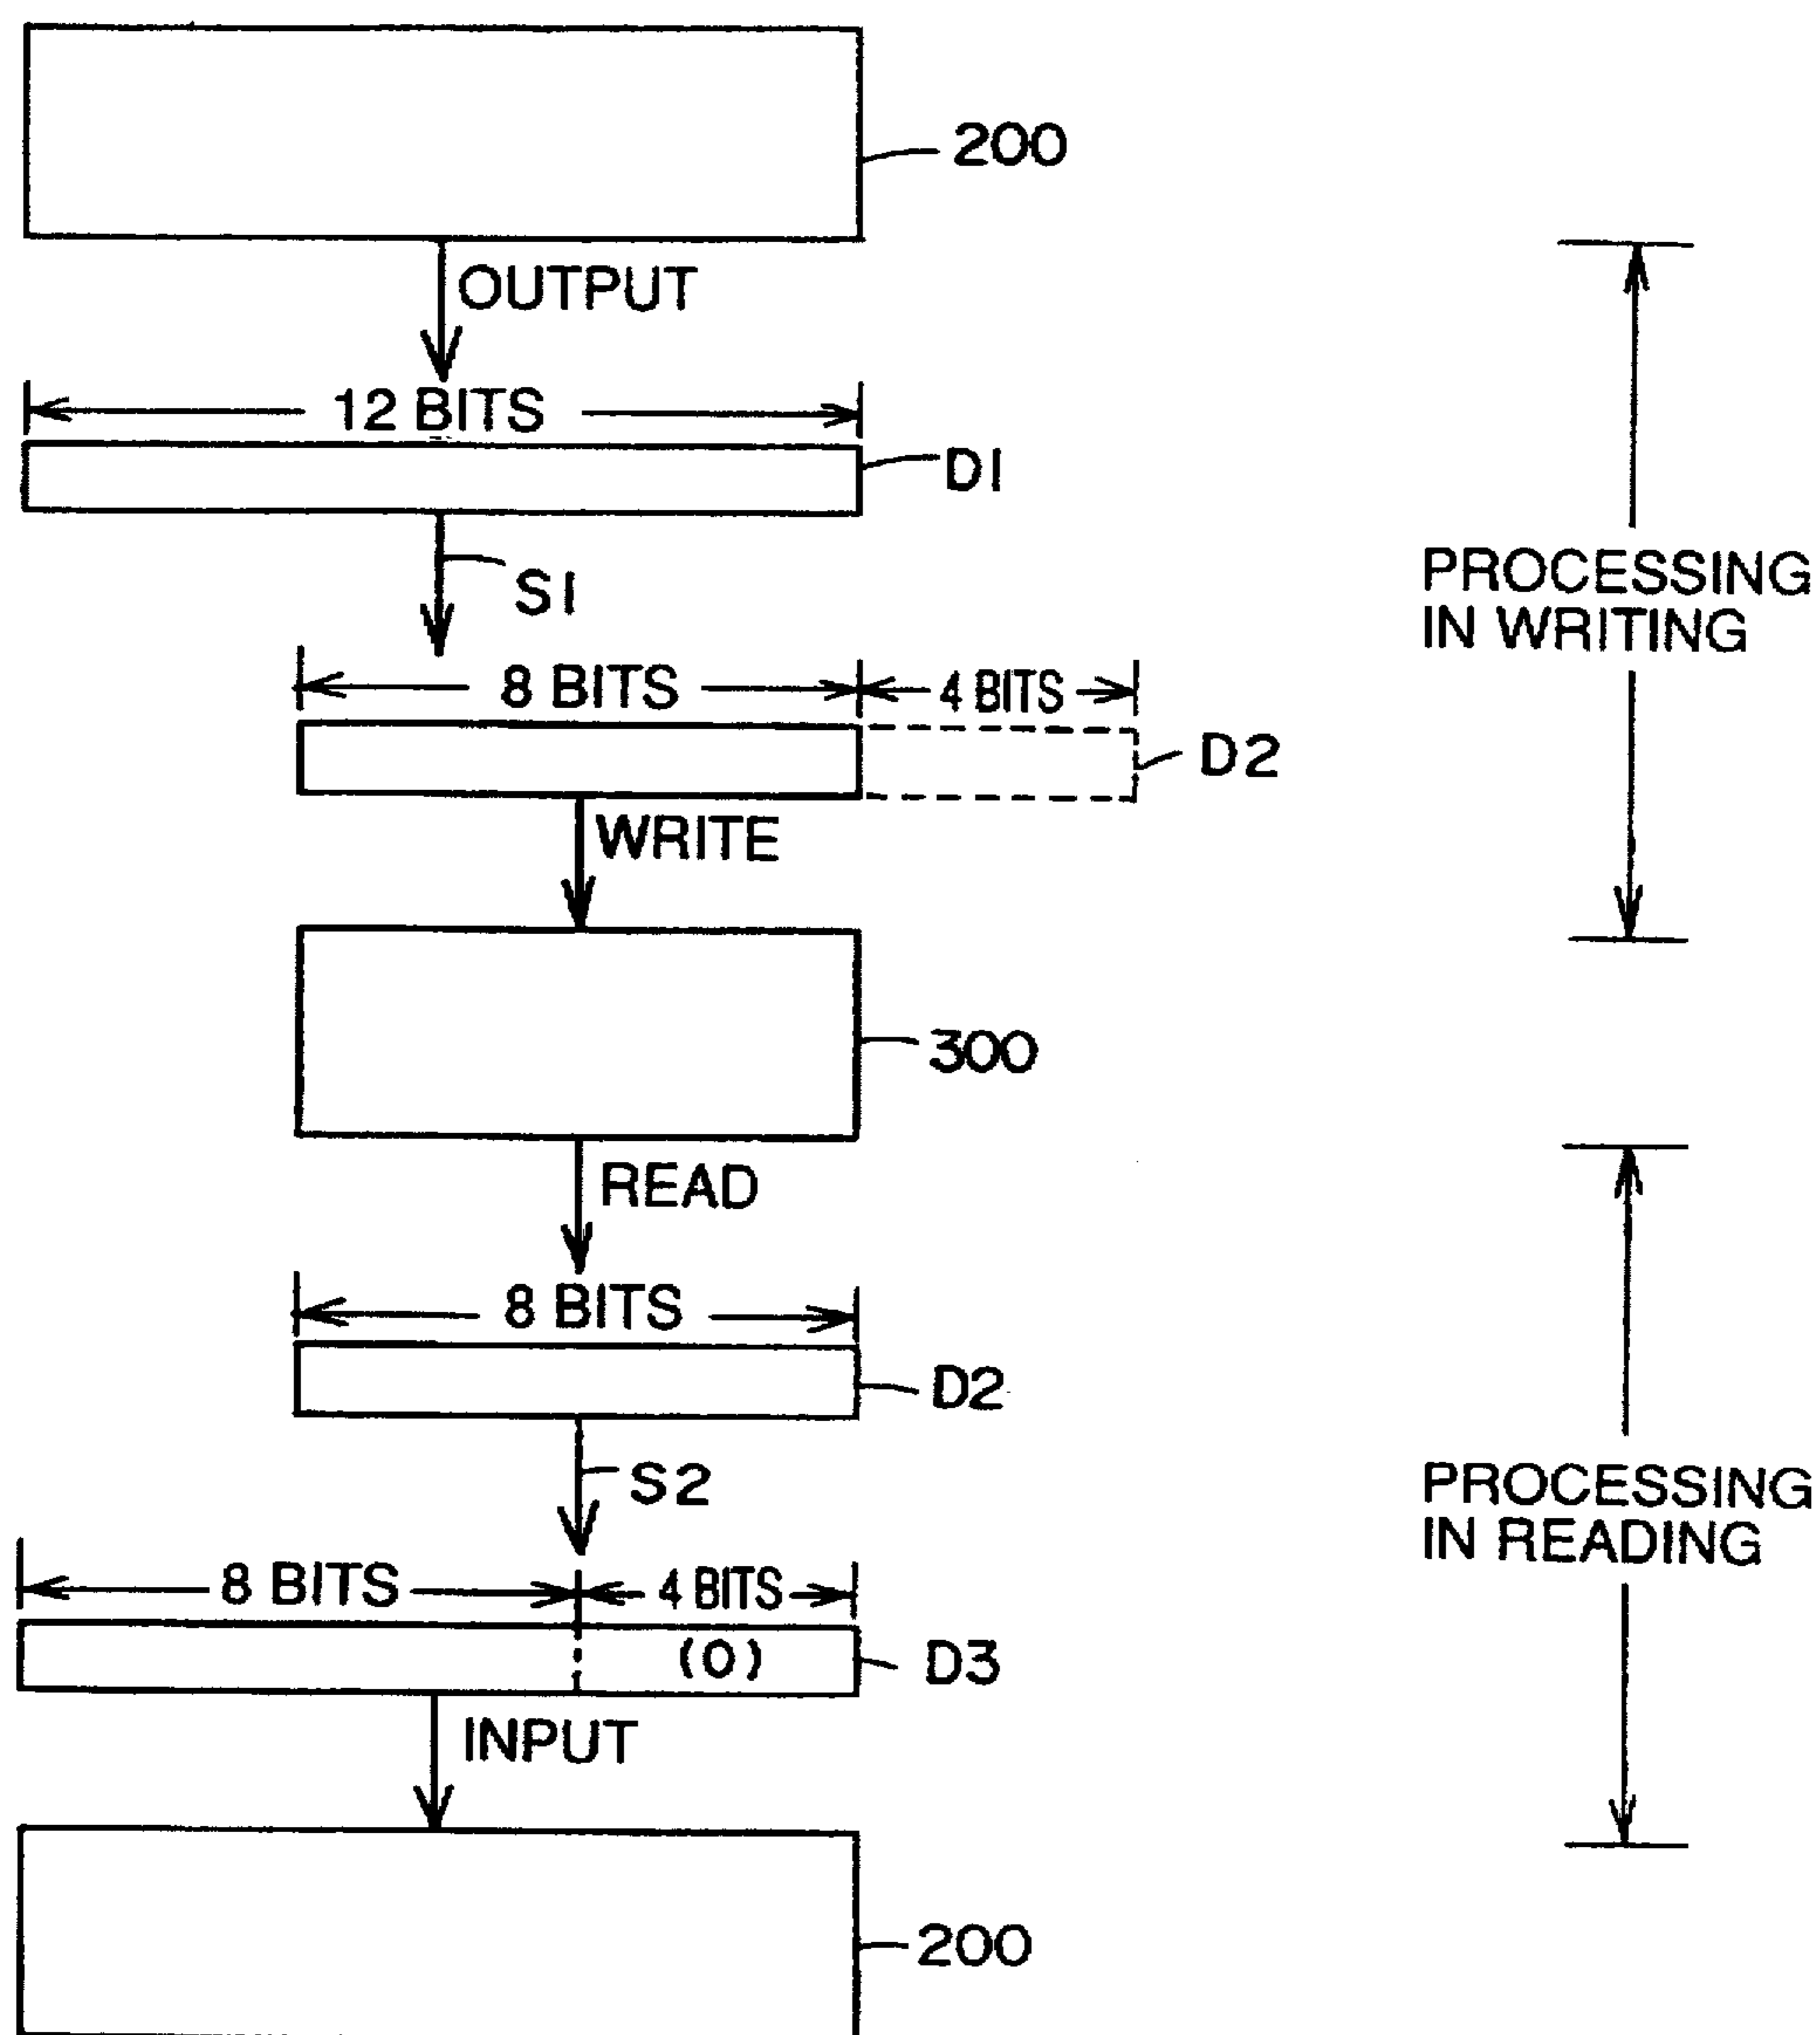 200
OUTPUT
12 BITS
D1
S1
PROCESSING
IN WRITING
8 BITS
4 BITS
D2
WRITE
300
READ
8 BITS
D2
S2
PROCESSING
IN READING
8 BITS
4 BITS
(0)
D3
INPUT
200